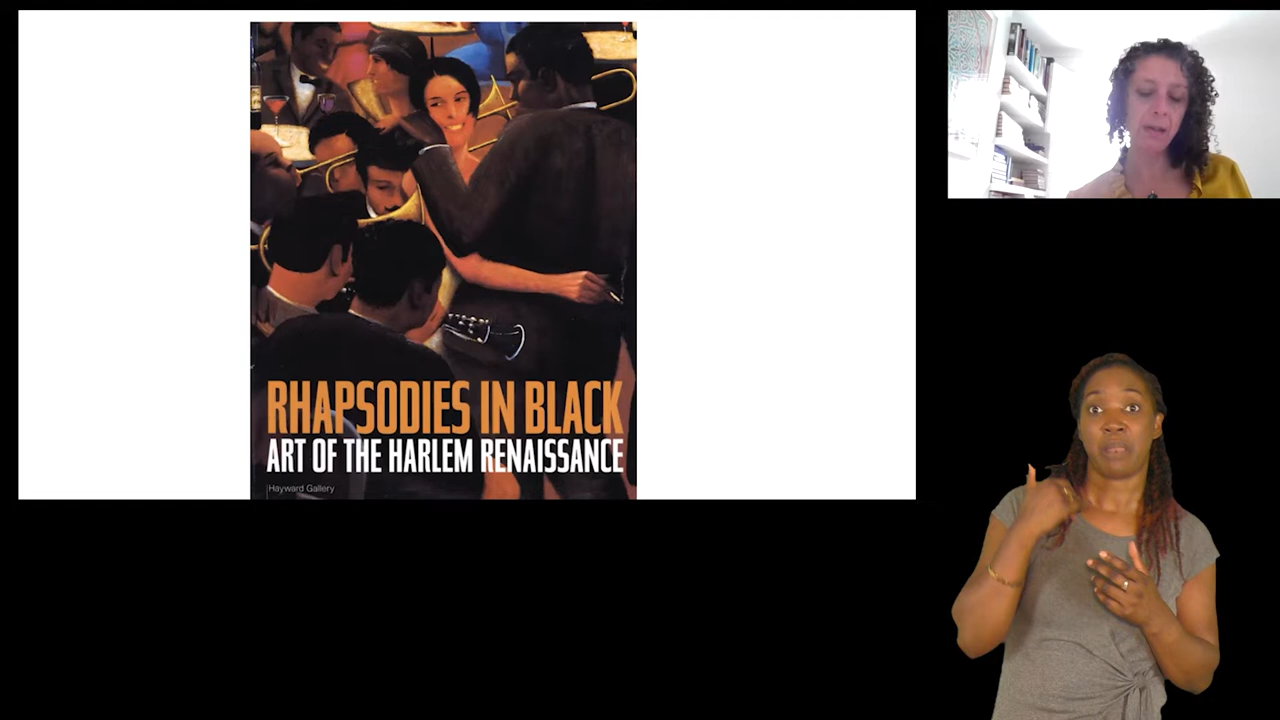 RHAPSODIES IN BLACK
ART OF THE HARLEM RENAISSANCE
Hayward Gallery